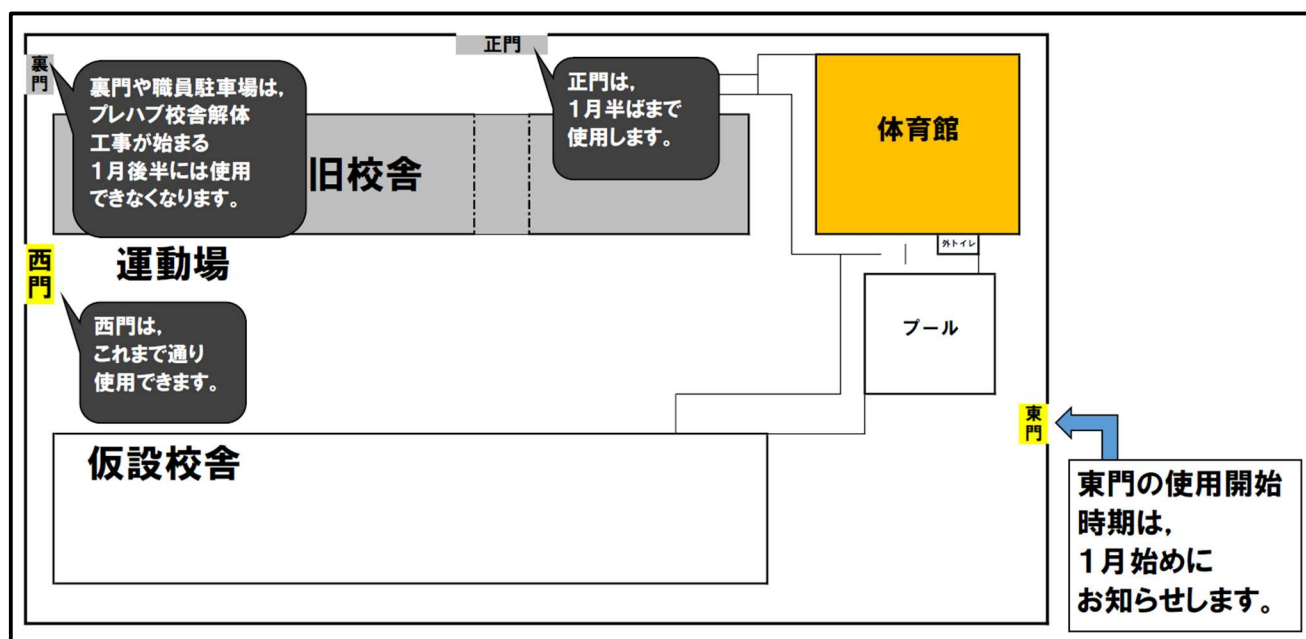 正門
裏門
裏門や職員駐車場は，
プレハブ校舎解体
工事が始まる
１月後半には使用
できなくなります。
正門は，
１月半ばまで
使用します。
体育館
旧校舎
外トイレ
西門
運動場
西門は，
これまで通り
使用できます。
プール
東門
仮設校舎
東門の使用開始
時期は，
１月始めに
お知らせします。